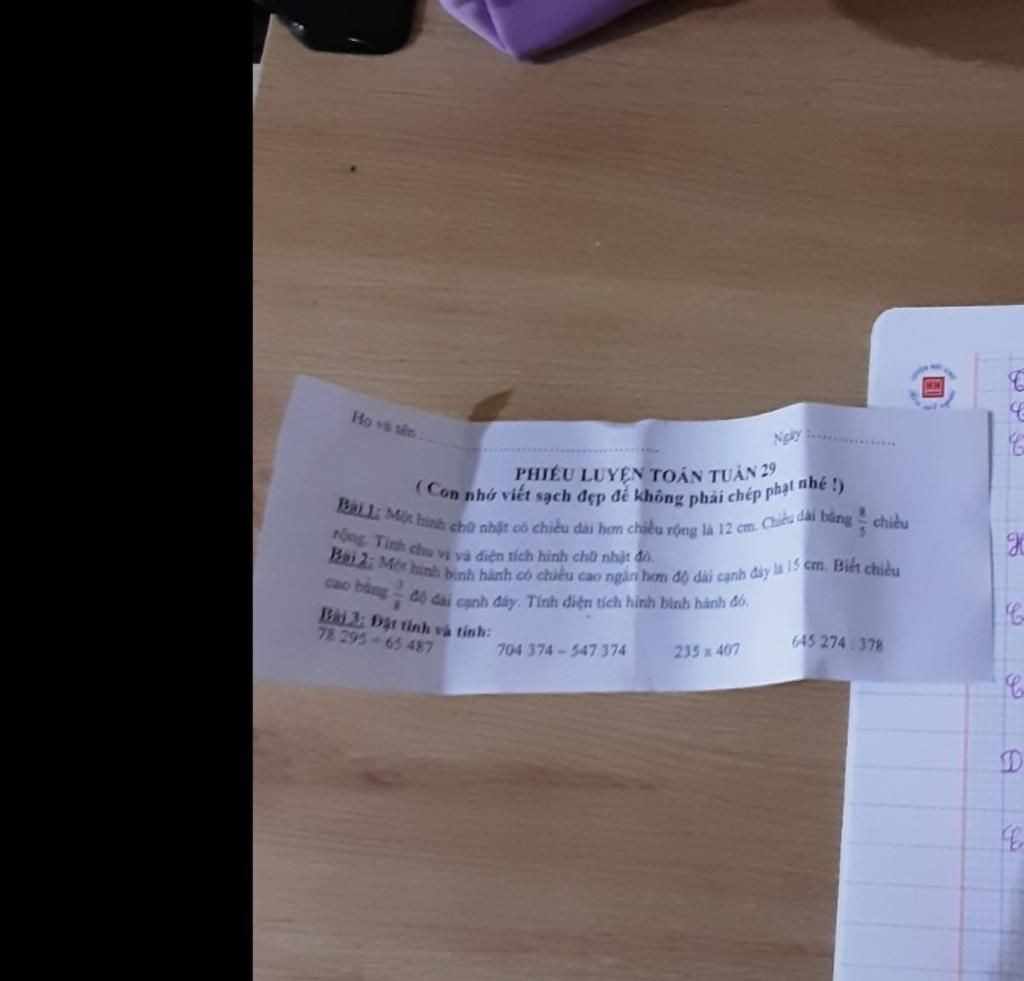 Họ và tên :....................................................
Ngày :..................
PHIẾU LUYỆN TOÁN TUẦN 29
( Con nhớ viết sạch đẹp để không phải chép phạt nhé !)
Bài 1: Một hình chữ nhật có chiều dài hơn chiều rộng là 12 cm. Chiều dài bằng 8/5 chiều
rộng. Tính chu vi và diện tích hình chữ nhật đó.
Bài 2: Một hình bình hành có chiều cao ngắn hơn độ dài cạnh đáy là 15 cm. Biết chiều
cao bằng 3/8 độ dài cạnh đáy. Tính diện tích hình bình hành đó.
Bài 3: Đặt tính và tính:
78 295 + 65 487 704 374 – 547 374 235 x 407 645 274 : 378